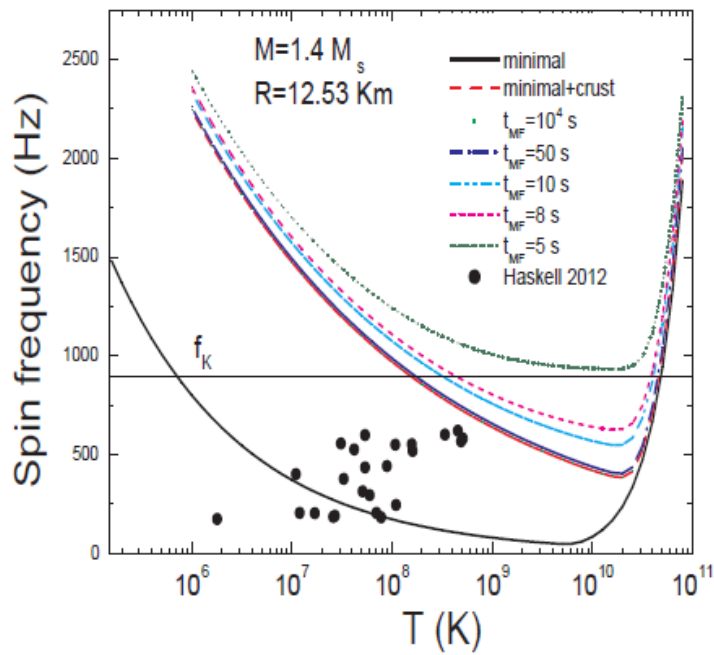 M=1.4 M_s
R=12.53 Km
minimal
minimal+crust
t_MF=10^4 s
t_MF=50 s
t_MF=10 s
t_MF=8 s
t_MF=5 s
Haskell 2012
f_K
Spin frequency (Hz)
2500
2000
1500
1000
500
0
10^6
10^7
10^8
10^9
10^10
10^11
T (K)